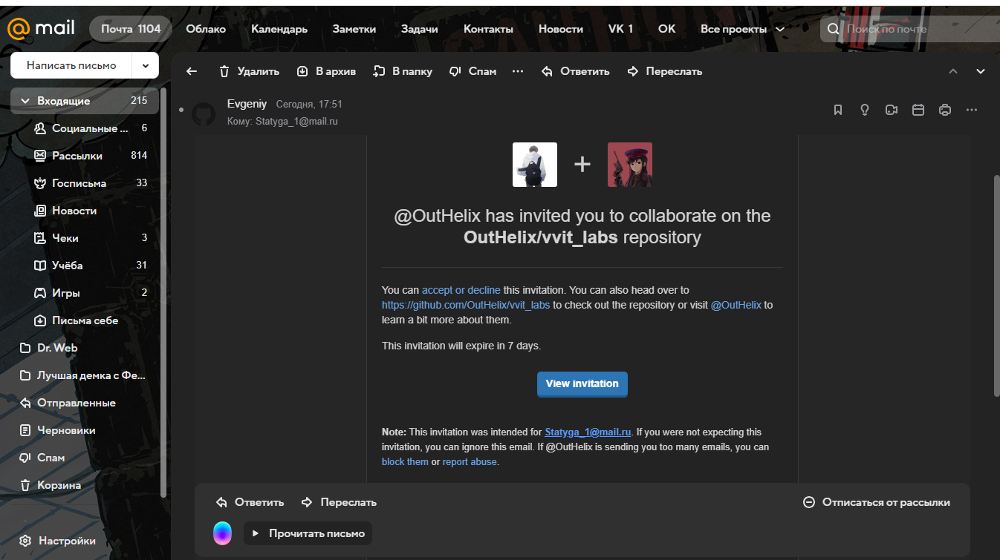 mail
Почта 1104
Облако
Календарь
Заметки
Задачи
Контакты
Новости
VK 1
OK
Все проекты
Поиск по почте
Написать письмо
Входящие 215
Социальные ... 6
Рассылки 814
Госписьма 33
Новости
Чеки 3
Учёба 31
Игры 2
Письма себе
Dr. Web
Лучшая демка с Фе...
Отправленные
Черновики
Спам
Корзина
Настройки
Удалить
В архив
В папку
Спам
Ответить
Переслать
Evgeniy Сегодня, 17:51
Кому: Statyga_1@mail.ru
@OutHelix has invited you to collaborate on the
OutHelix/vvit_labs repository
You can accept or decline this invitation. You can also head over to
https://github.com/OutHelix/vvit_labs to check out the repository or visit @OutHelix to
learn a bit more about them.
This invitation will expire in 7 days.
View invitation
Note: This invitation was intended for Statyga_1@mail.ru. If you were not expecting this
invitation, you can ignore this email. If @OutHelix is sending you too many emails, you can
block them or report abuse.
Ответить
Переслать
Отписаться от рассылки
Прочитать письмо